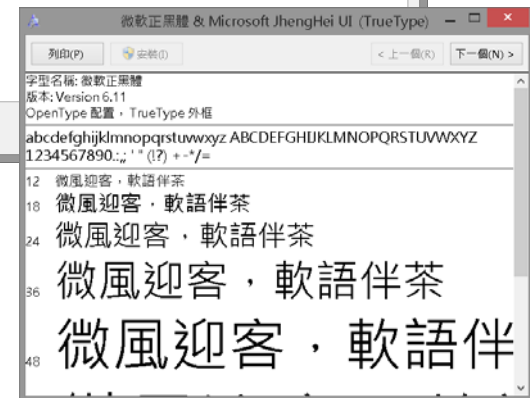 微軟正黑體 & Microsoft JhengHei UI (TrueType)
列印(P) 安裝(I) < 上一個(R) 下一個(N) >
字型名稱: 微軟正黑體
版本: Version 6.11
OpenType 配置，TrueType 外框
abcdefghijklmnopqrstuvwxyz ABCDEFGHIJKLMNOPQRSTUVWXYZ
1234567890.:,; ' " (!?) +-*/=
12 微風迎客，軟語伴茶
18 微風迎客，軟語伴茶
24 微風迎客，軟語伴茶
36 微風迎客，軟語伴茶
48 微風迎客，軟語伴